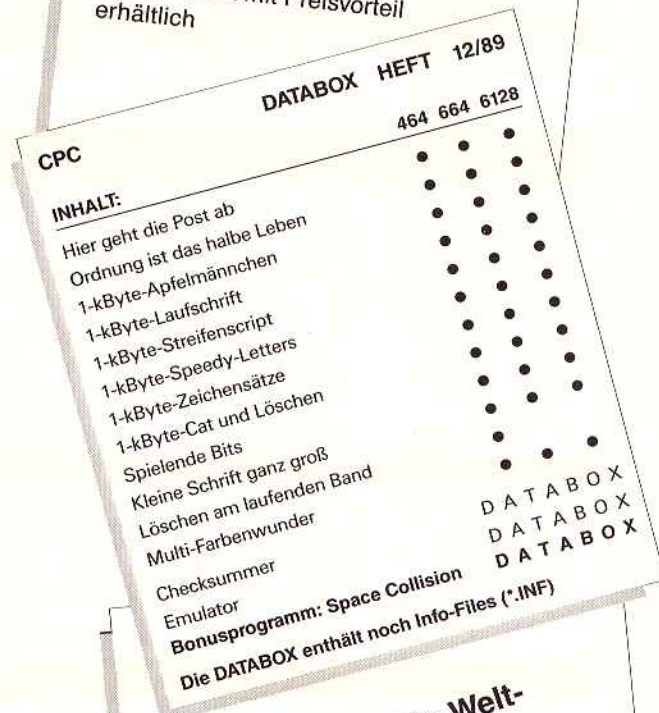 mit Preisvorteil
erhältlich
DATABOX HEFT 12/89
CPC 464 664 6128
INHALT:
Hier geht die Post ab
Ordnung ist das halbe Leben
1-kByte-Apfelmännchen
1-kByte-Laufschrift
1-kByte-Streifenscript
1-kByte-Speedy-Letters
1-kByte-Zeichensätze
1-kByte-Cat und Löschen
Spielende Bits
Kleine Schrift ganz groß
Löschen am laufenden Band
Multi-Farbenwunder
Checksummer DATABOX
Emulator DATABOX
Bonusprogramm: Space Collision DATABOX
Die DATABOX enthält noch Info-Files (*.INF)
Welt-